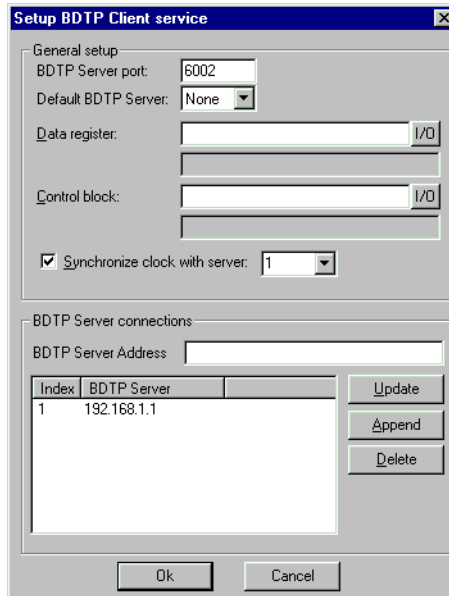 Setup BDTP Client service
General setup
BDTP Server port: 6002
Default BDTP Server: None
Data register: I/O
Control block: I/O
Synchronize clock with server: 1
BDTP Server connections
BDTP Server Address
Index BDTP Server
1 192.168.1.1
Update
Append
Delete
Ok Cancel